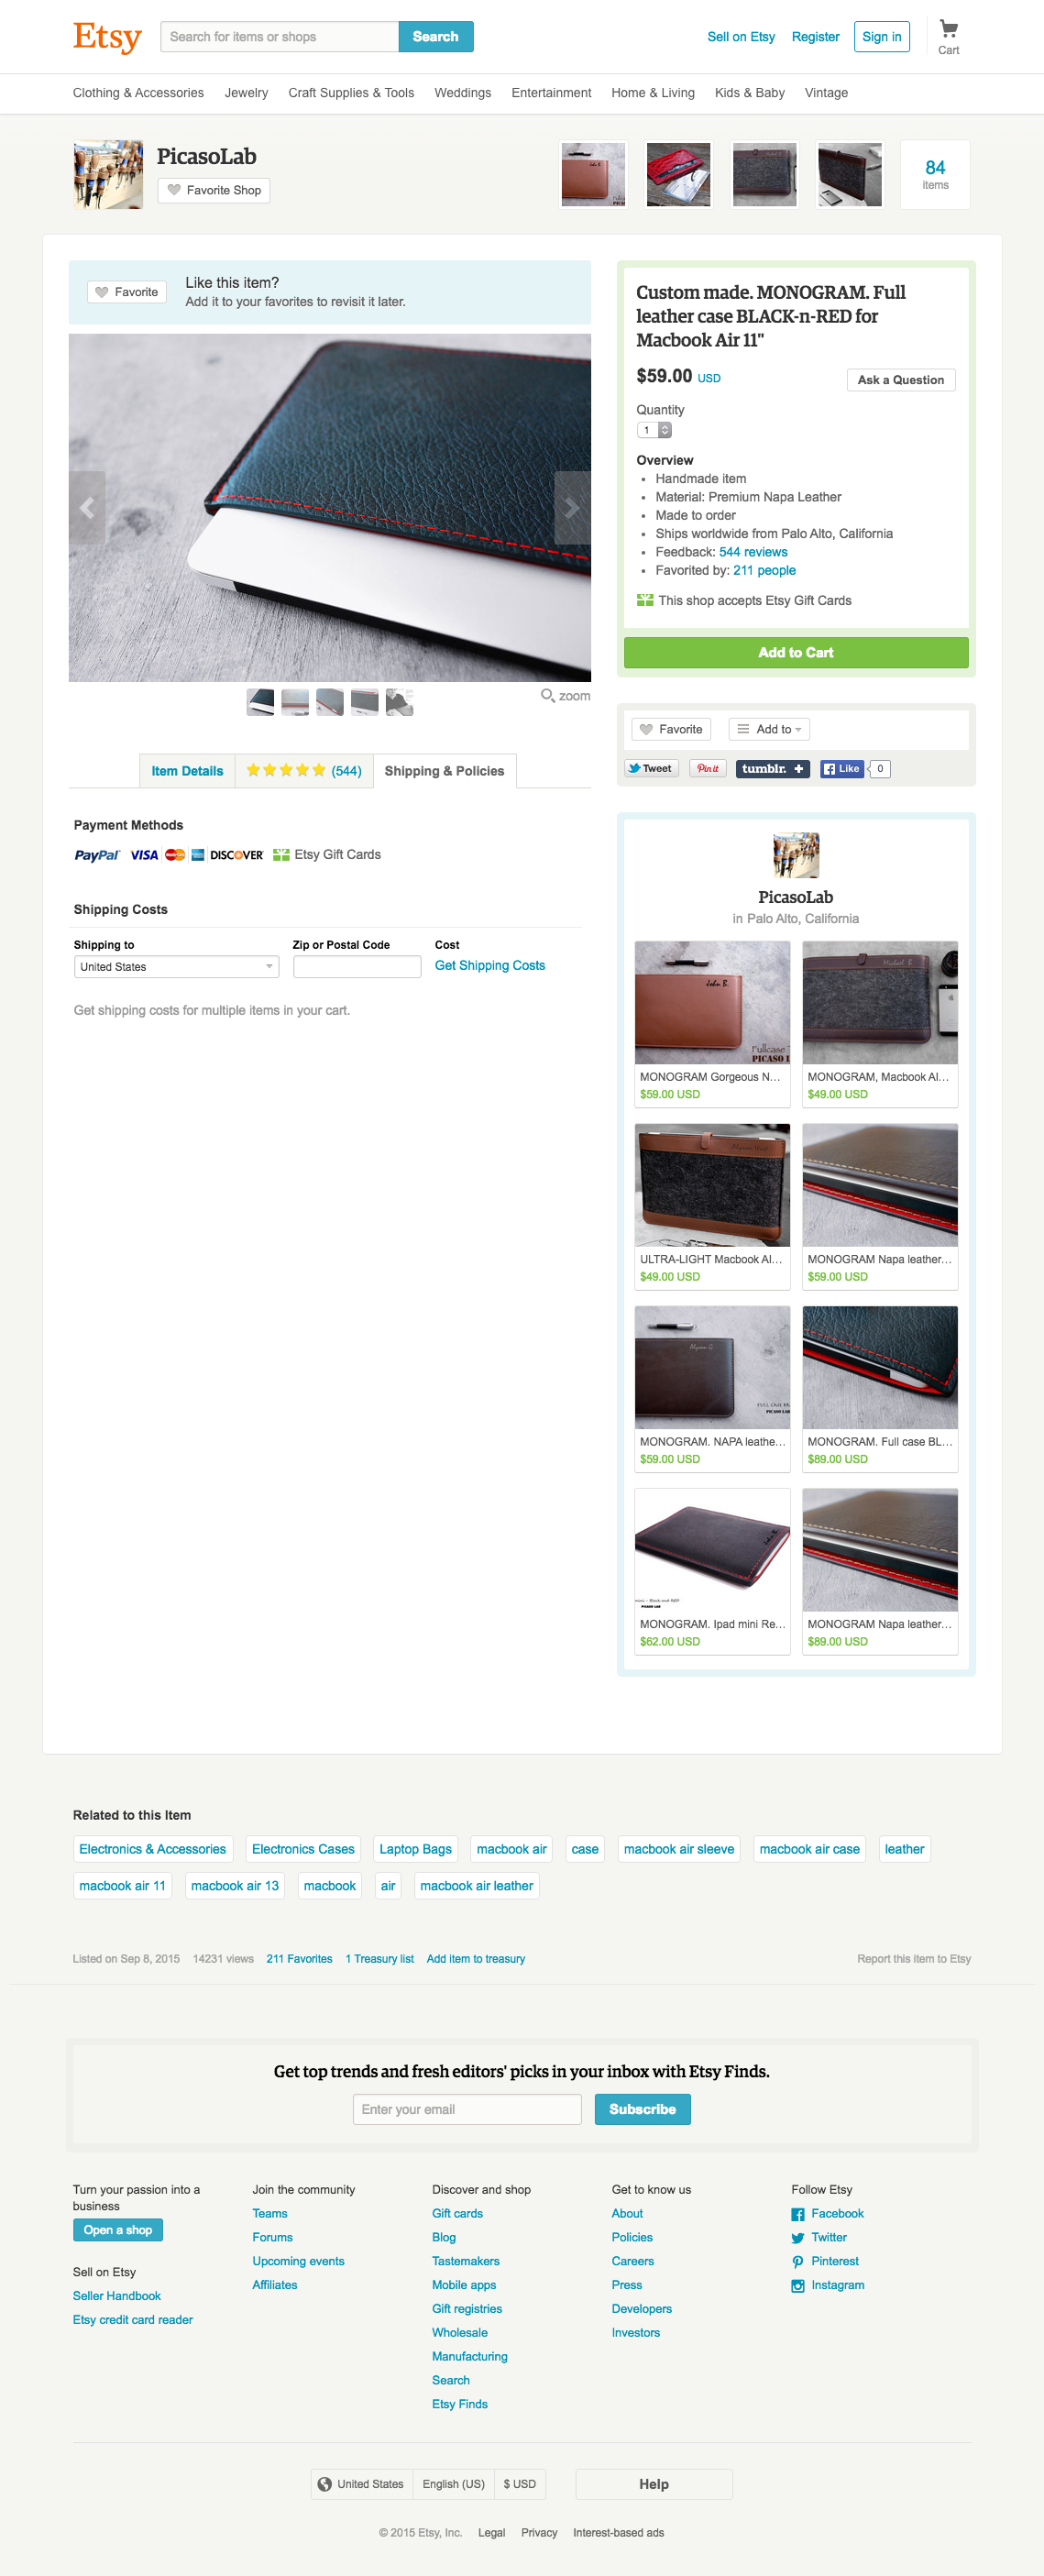 Etsy
Search for items or shops
Search
Sell on Etsy
Register
Sign in
Cart
Clothing & Accessories
Jewelry
Craft Supplies & Tools
Weddings
Entertainment
Home & Living
Kids & Baby
Vintage
PicasoLab
Favorite Shop
84
items
Favorite
Like this item?
Add it to your favorites to revisit it later.
zoom
Item Details
(544)
Shipping & Policies
Payment Methods
PayPal VISA DISCOVER Etsy Gift Cards
Shipping Costs
Shipping to
United States
Zip or Postal Code
Cost
Get Shipping Costs
Get shipping costs for multiple items in your cart.
Custom made. MONOGRAM. Full
leather case BLACK-n-RED for
Macbook Air 11"
$59.00 USD
Ask a Question
Quantity
1
Overview
Handmade item
Material: Premium Napa Leather
Made to order
Ships worldwide from Palo Alto, California
Feedback: 544 reviews
Favorited by: 211 people
This shop accepts Etsy Gift Cards
Add to Cart
Favorite
Add to
Tweet
Pin it
tumblr. +
Like
0
PicasoLab
in Palo Alto, California
John B.
Fullcase
PICASO L
MONOGRAM Gorgeous N...
$59.00 USD
Michael B.
MONOGRAM, Macbook Ai...
$49.00 USD
ULTRA-LIGHT Macbook Ai...
$49.00 USD
MONOGRAM Napa leather...
$59.00 USD
Alyson G
FULL CASE
PICASO LAB
MONOGRAM. NAPA leathe...
$59.00 USD
MONOGRAM. Full case BL...
$89.00 USD
PICASO LAB
MONOGRAM. Ipad mini Re...
$62.00 USD
MONOGRAM Napa leather...
$89.00 USD
Related to this Item
Electronics & Accessories
Electronics Cases
Laptop Bags
macbook air
case
macbook air sleeve
macbook air case
leather
macbook air 11
macbook air 13
macbook
air
macbook air leather
Listed on Sep 8, 2015
14231 views
211 Favorites
1 Treasury list
Add item to treasury
Report this item to Etsy
Get top trends and fresh editors' picks in your inbox with Etsy Finds.
Enter your email
Subscribe
Turn your passion into a
business
Open a shop
Sell on Etsy
Seller Handbook
Etsy credit card reader
Join the community
Teams
Forums
Upcoming events
Affiliates
Discover and shop
Gift cards
Blog
Tastemakers
Mobile apps
Gift registries
Wholesale
Manufacturing
Search
Etsy Finds
Get to know us
About
Policies
Careers
Press
Developers
Investors
Follow Etsy
Facebook
Twitter
Pinterest
Instagram
United States
English (US)
$ USD
Help
© 2015 Etsy, Inc.
Legal
Privacy
Interest-based ads